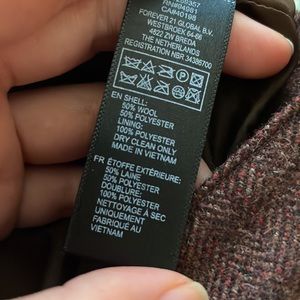 FOREVER 21 GLOBAL B.V.
WESTBROEK 64-66
4822 ZW BREDA
THE NETHERLANDS
REGISTRATION NBR 34386700
EN SHELL:
50% WOOL
50% POLYESTER
LINING:
100% POLYESTER
DRY CLEAN ONLY
MADE IN VIETNAM
FR ÉTOFFE EXTÉRIEURE:
50% LAINE
50% POLYESTER
DOUBLURE:
100% POLYESTER
NETTOYAGE À SEC
UNIQUEMENT
FABRIQUÉ AU
VIETNAM